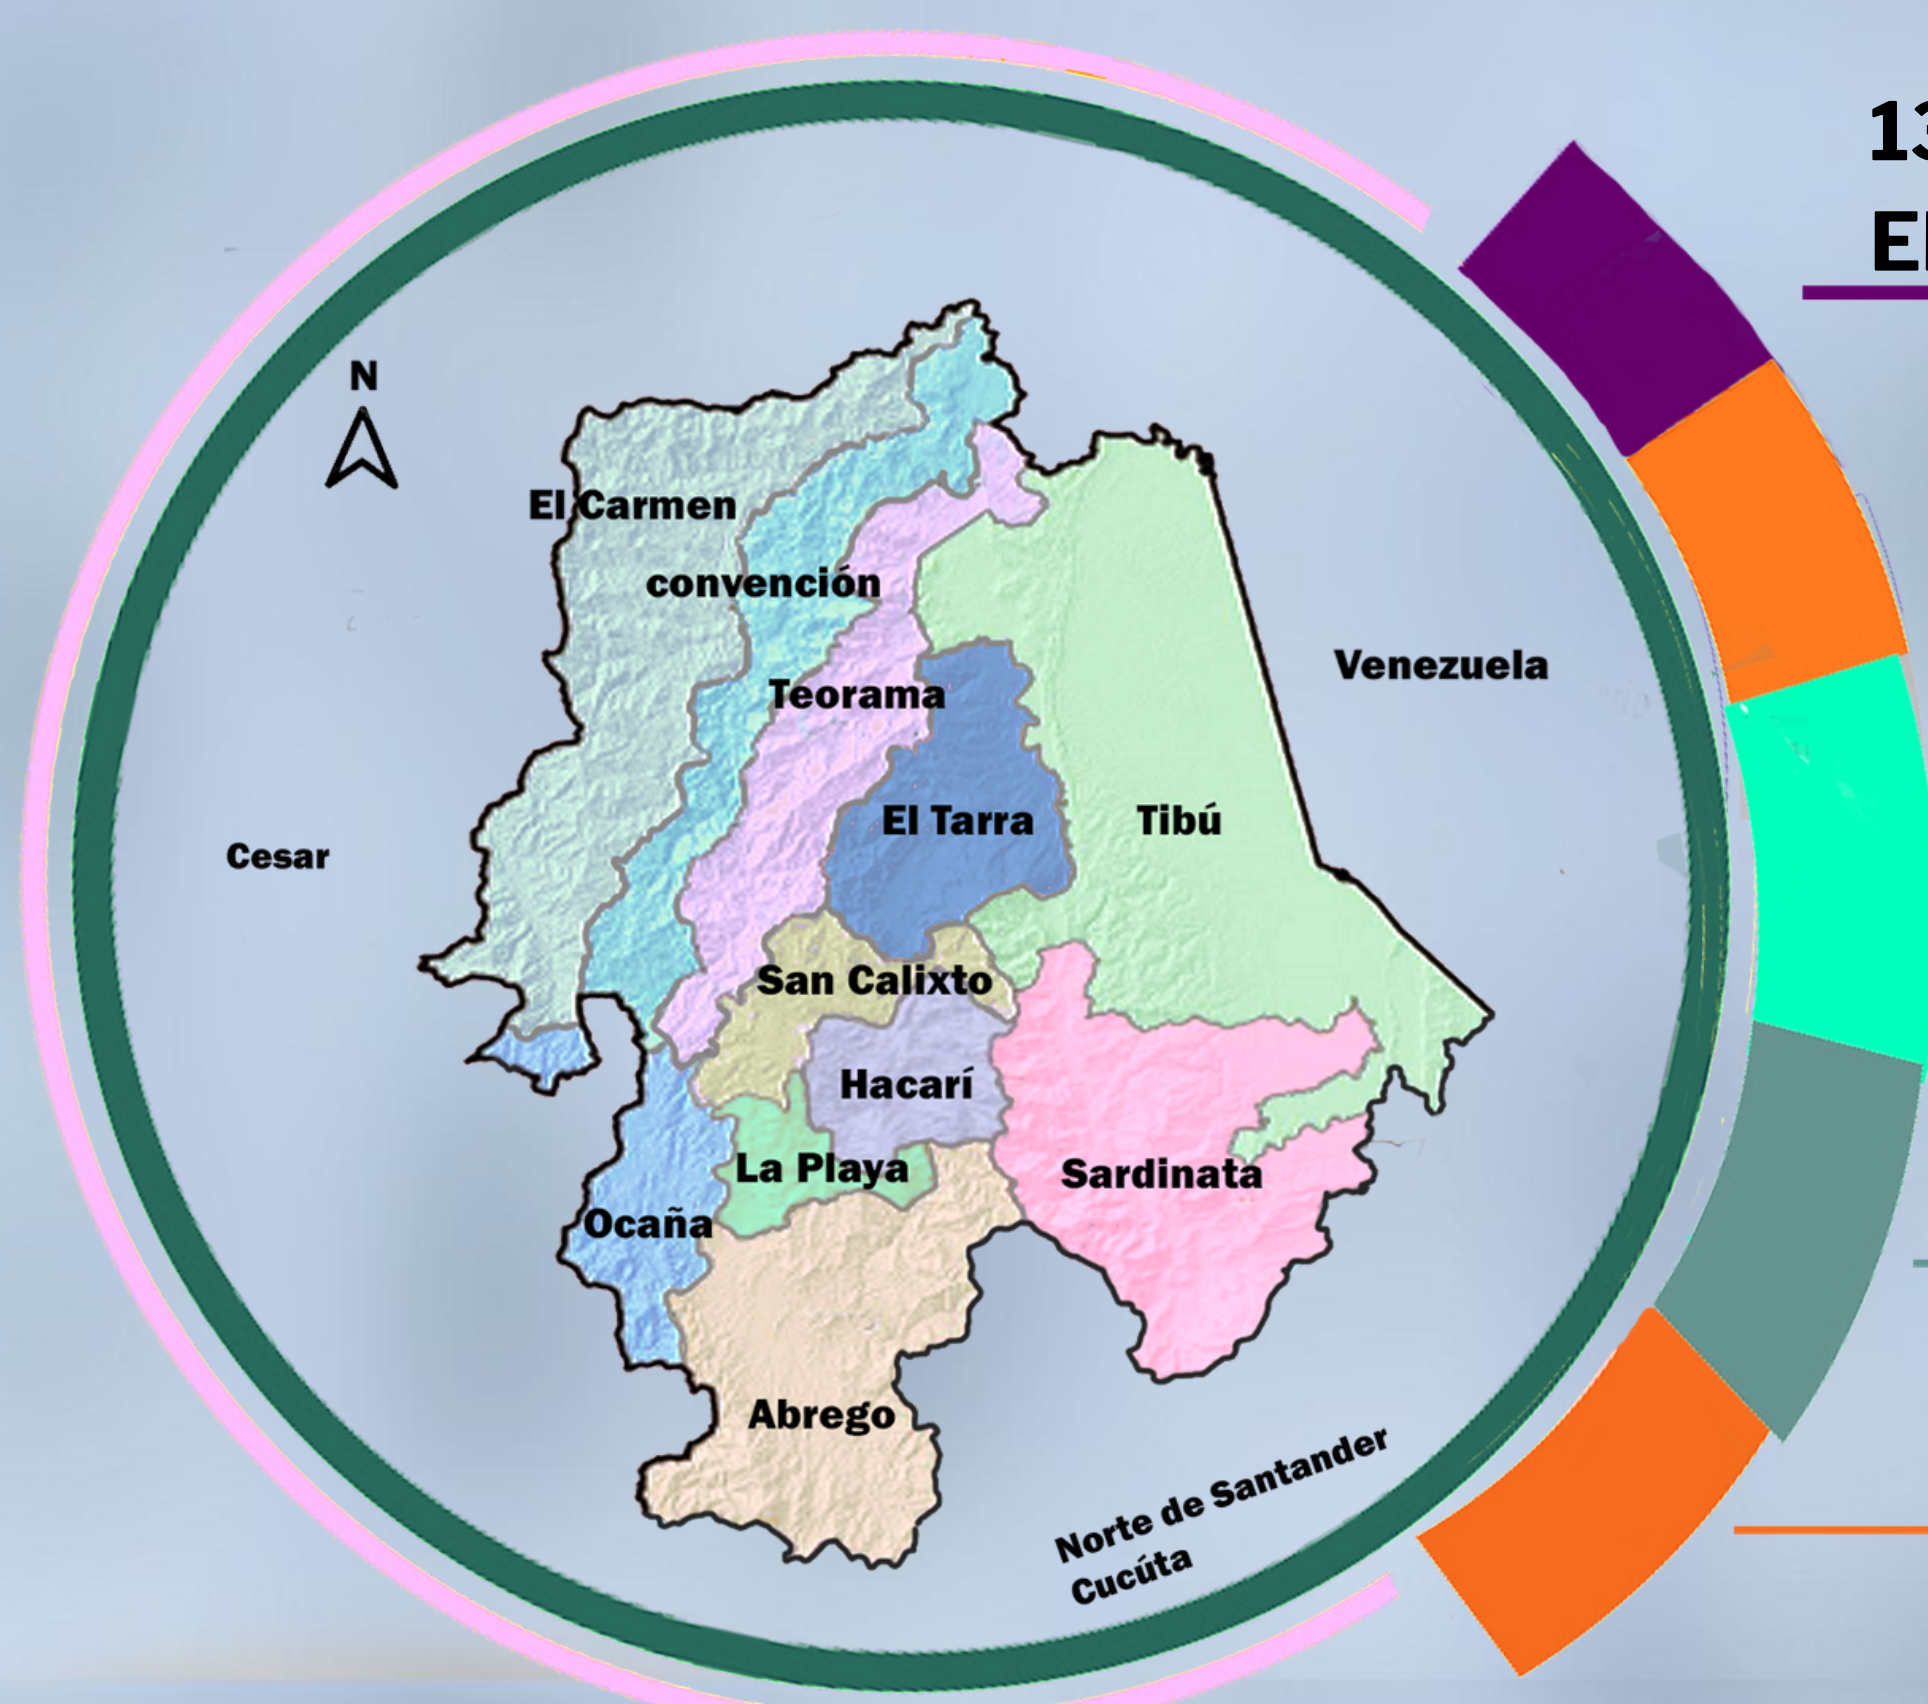 13
N
El Carmen
convención
Venezuela
Teorama
El Tarra
Tibú
Cesar
San Calixto
Hacarí
La Playa
Sardinata
Ocaña
Abrego
Norte de Santander
Cucúta